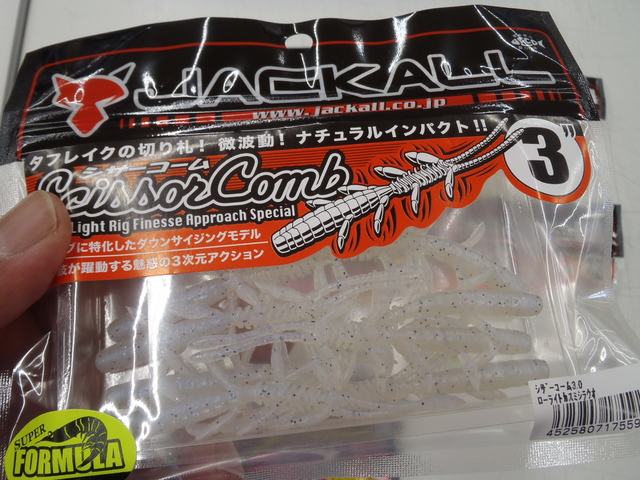 JACKALL
www.jackall.co.jp
タフレイクの切り札! 微波動! ナチュラルインパクト!!
シザーコーム
Scissor Comb
3"
Light Rig Finesse Approach Special
に特化したダウンサイジングモデル
が躍動する魅惑の3次元アクション
シザーコーム3.0
452580717559
SUPER
FORMULA